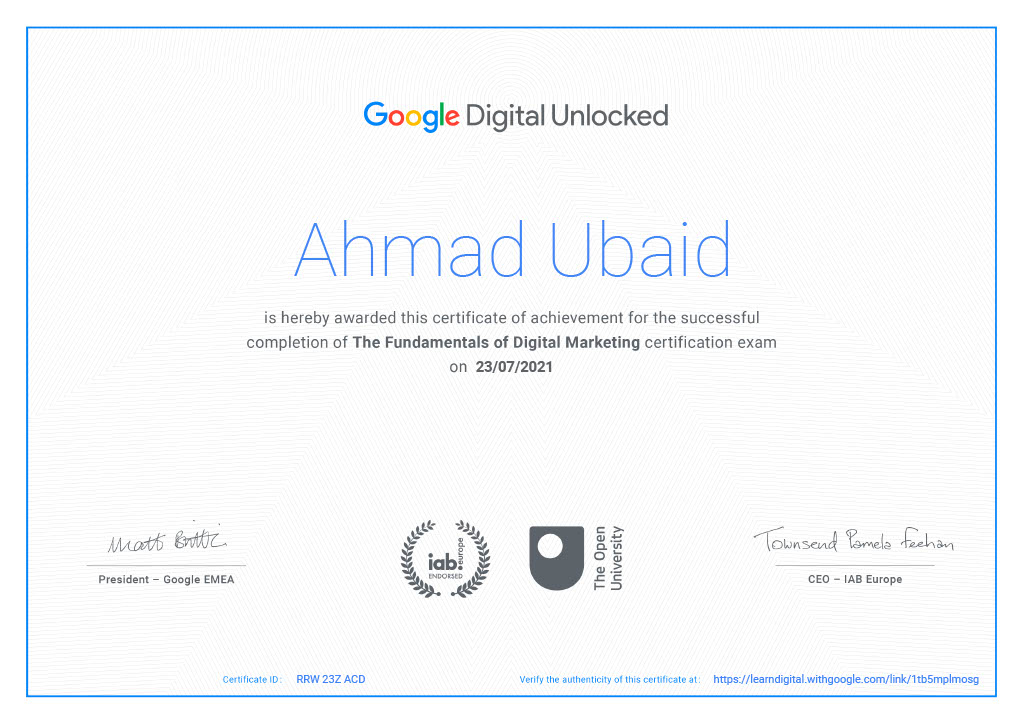 Google Digital Unlocked
Ahmad Ubaid
is hereby awarded this certificate of achievement for the successful
completion of The Fundamentals of Digital Marketing certification exam
on 23/07/2021
Matt Brittin
President – Google EMEA
iab.europe
ENDORSED
The Open
University
Townsend Pamela Feehan
CEO – IAB Europe
Certificate ID: RRW 23Z ACD
Verify the authenticity of this certificate at: https://learndigital.withgoogle.com/link/1tb5mplmosg